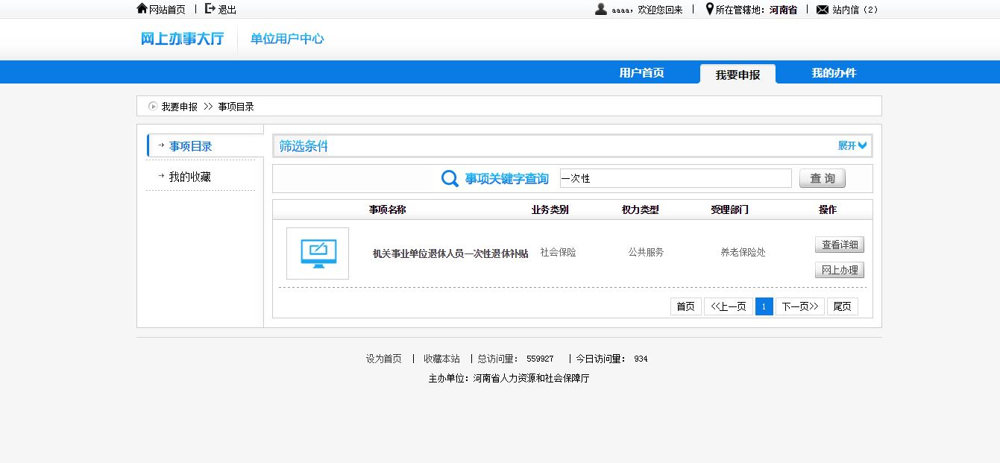 网站首页 | 退出 aaaa，欢迎您回来 | 所在管辖地：河南省 | 站内信（2）
网上办事大厅 单位用户中心
用户首页 我要申报 我的办件
我要申报 >> 事项目录
事项目录
我的收藏
筛选条件 展开
事项关键字查询 一次性 查 询
事项名称 业务类别 权力类型 受理部门 操作
机关事业单位退休人员一次性退休补贴 社会保险 公共服务 养老保险处 查看详细
网上办理
首页 <<上一页 1 下一页>> 尾页
设为首页 | 收藏本站 | 总访问量： 559927 | 今日访问量： 934
主办单位：河南省人力资源和社会保障厅